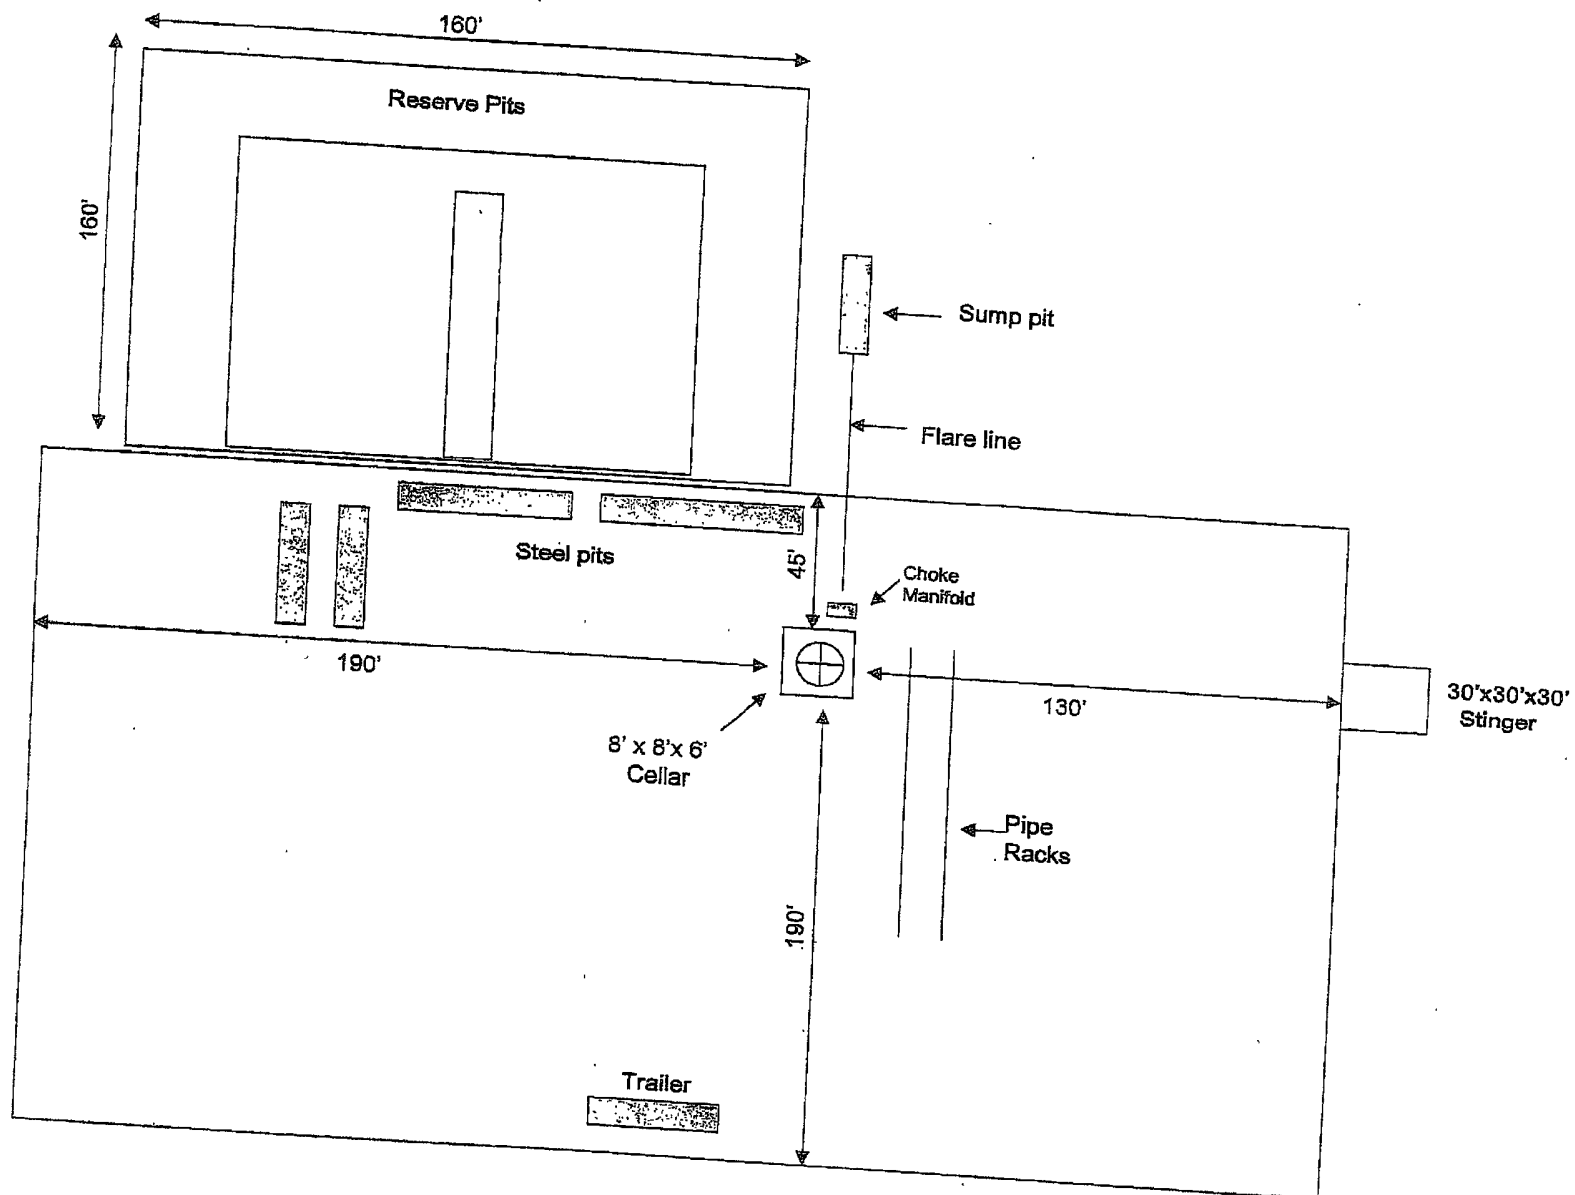 160'
Reserve Pits
160'
Sump pit
Flare line
Steel pits
45'
Choke
Manifold
190'
130'
30'x30'x30'
Stinger
8' x 8'x 6'
Cellar
Pipe
Racks
190'
Trailer